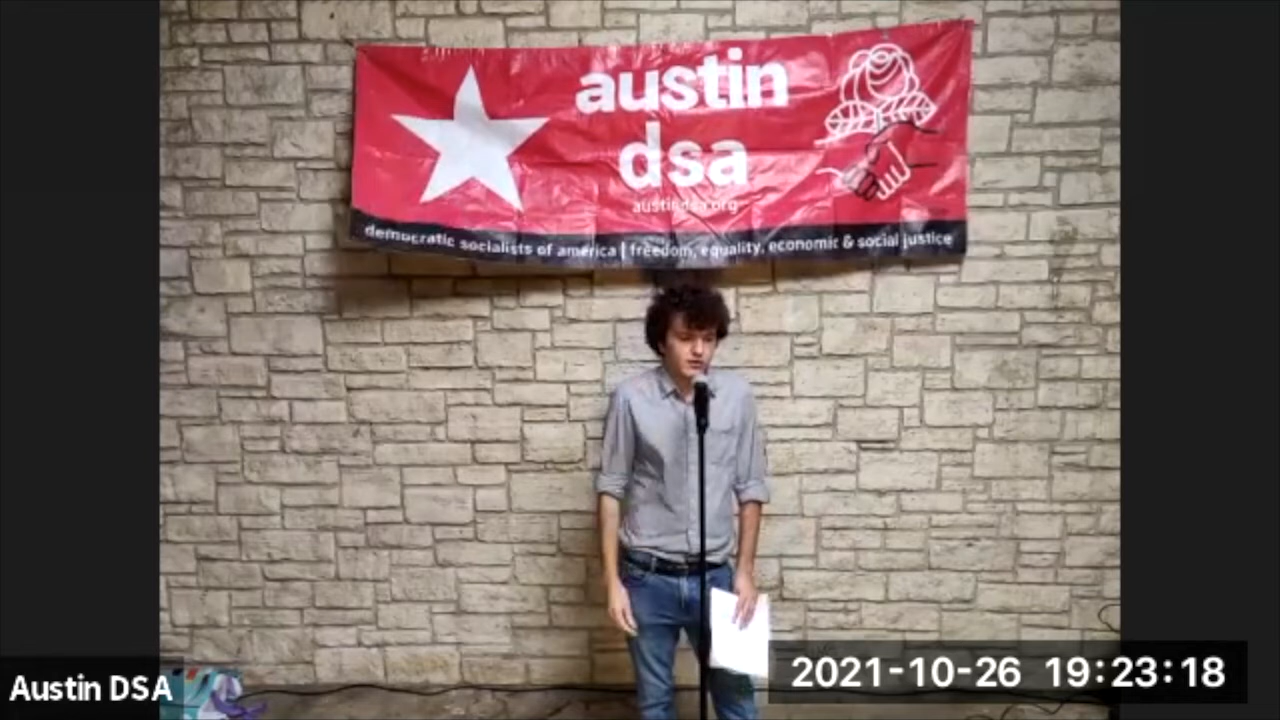 austin
dsa
austindsa.org
democratic socialists of america | freedom, equality, economic & social justice
Austin DSA
2021-10-26 19:23:18